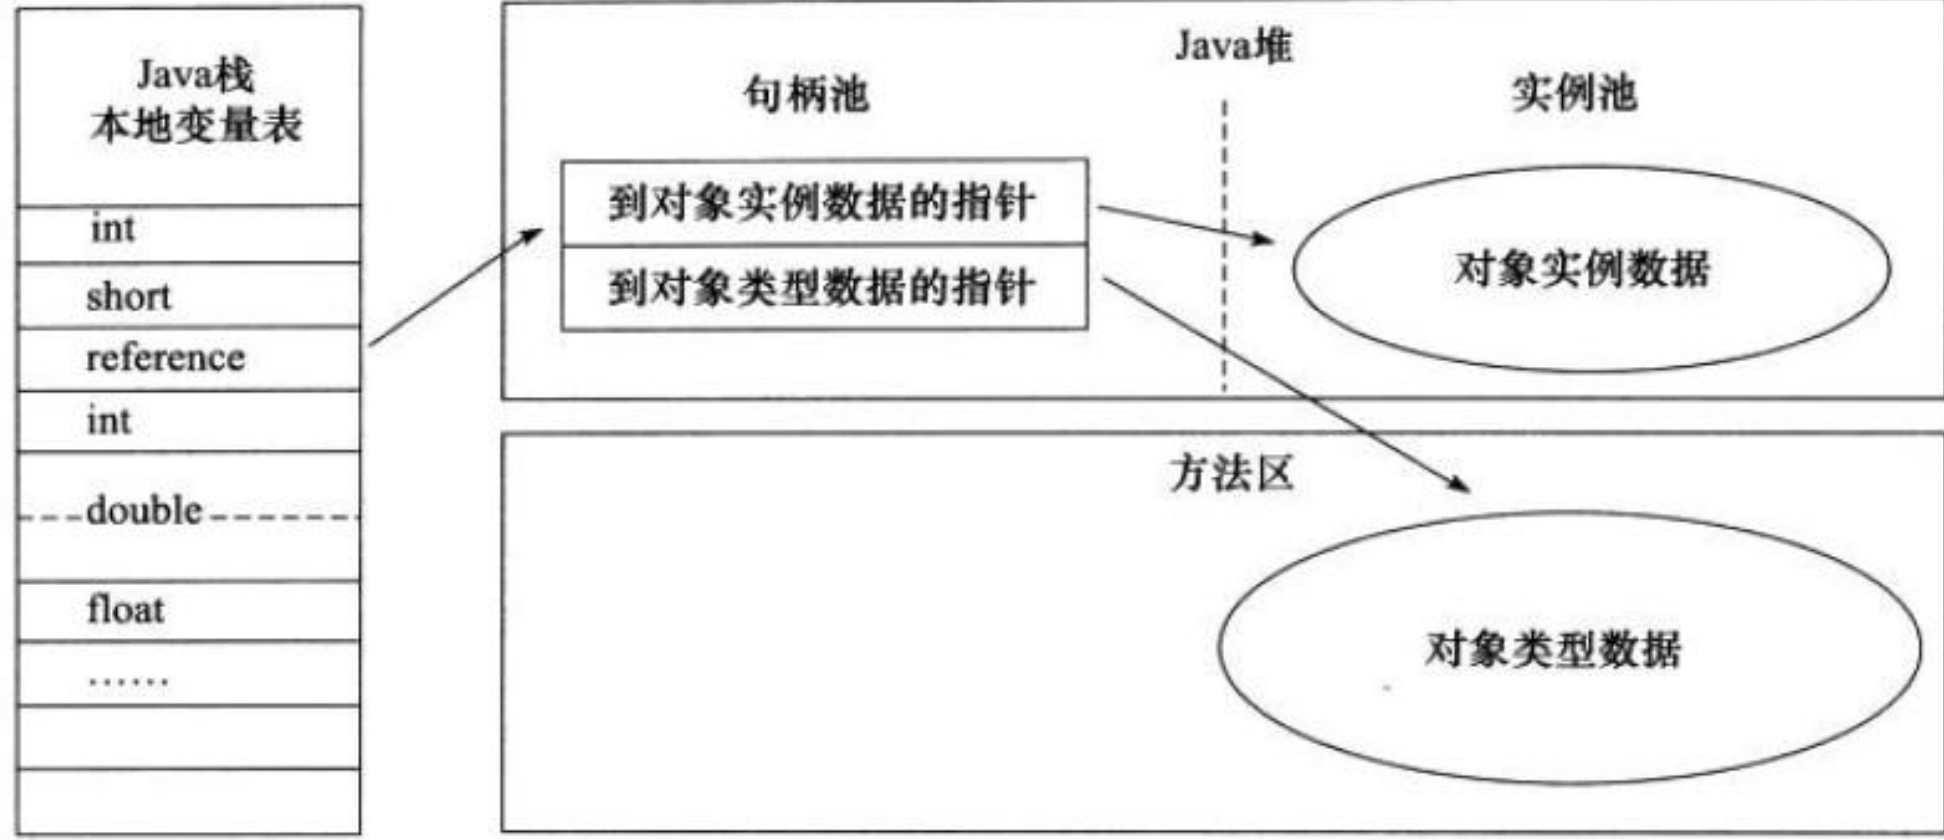 Java栈
本地变量表
int
short
reference
int
double
float
……
Java堆
句柄池
实例池
到对象实例数据的指针
到对象类型数据的指针
对象实例数据
方法区
对象类型数据